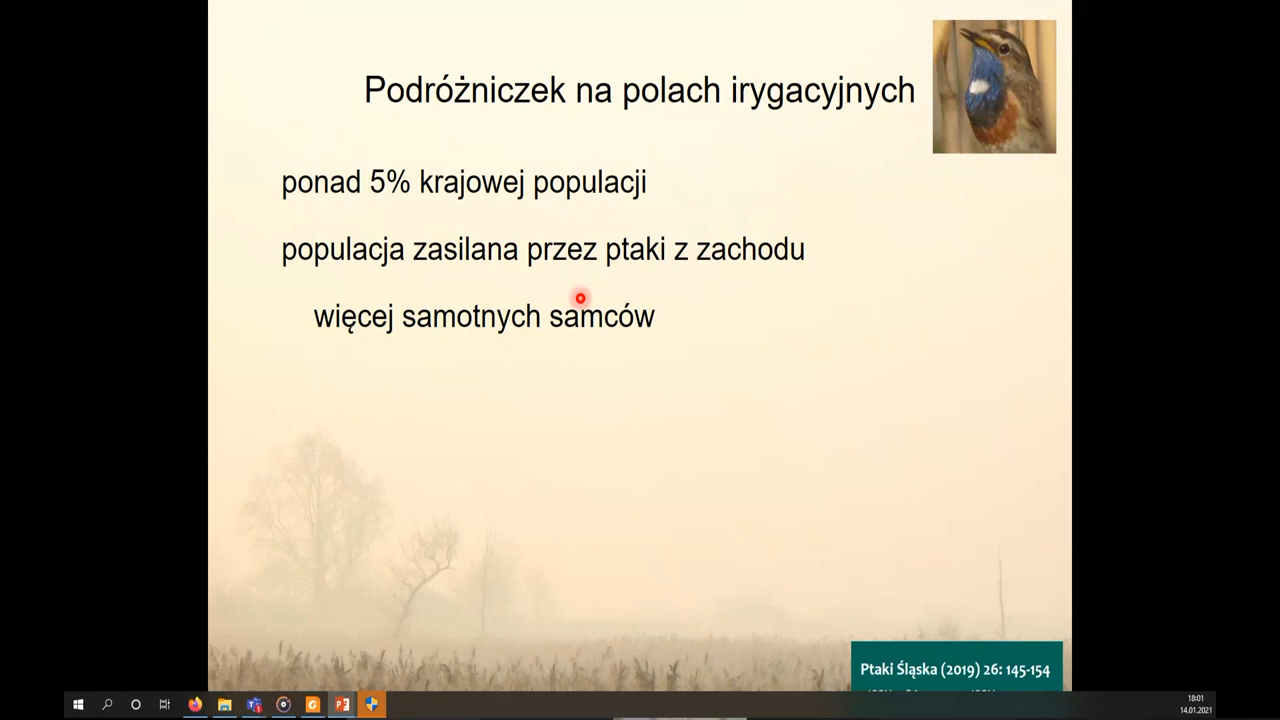 Podróżniczek na polach irygacyjnych
ponad 5% krajowej populacji
populacja zasilana przez ptaki z zachodu
więcej samotnych samców
Ptaki Śląska (2019) 26: 145-154
18:01
14.01.2021